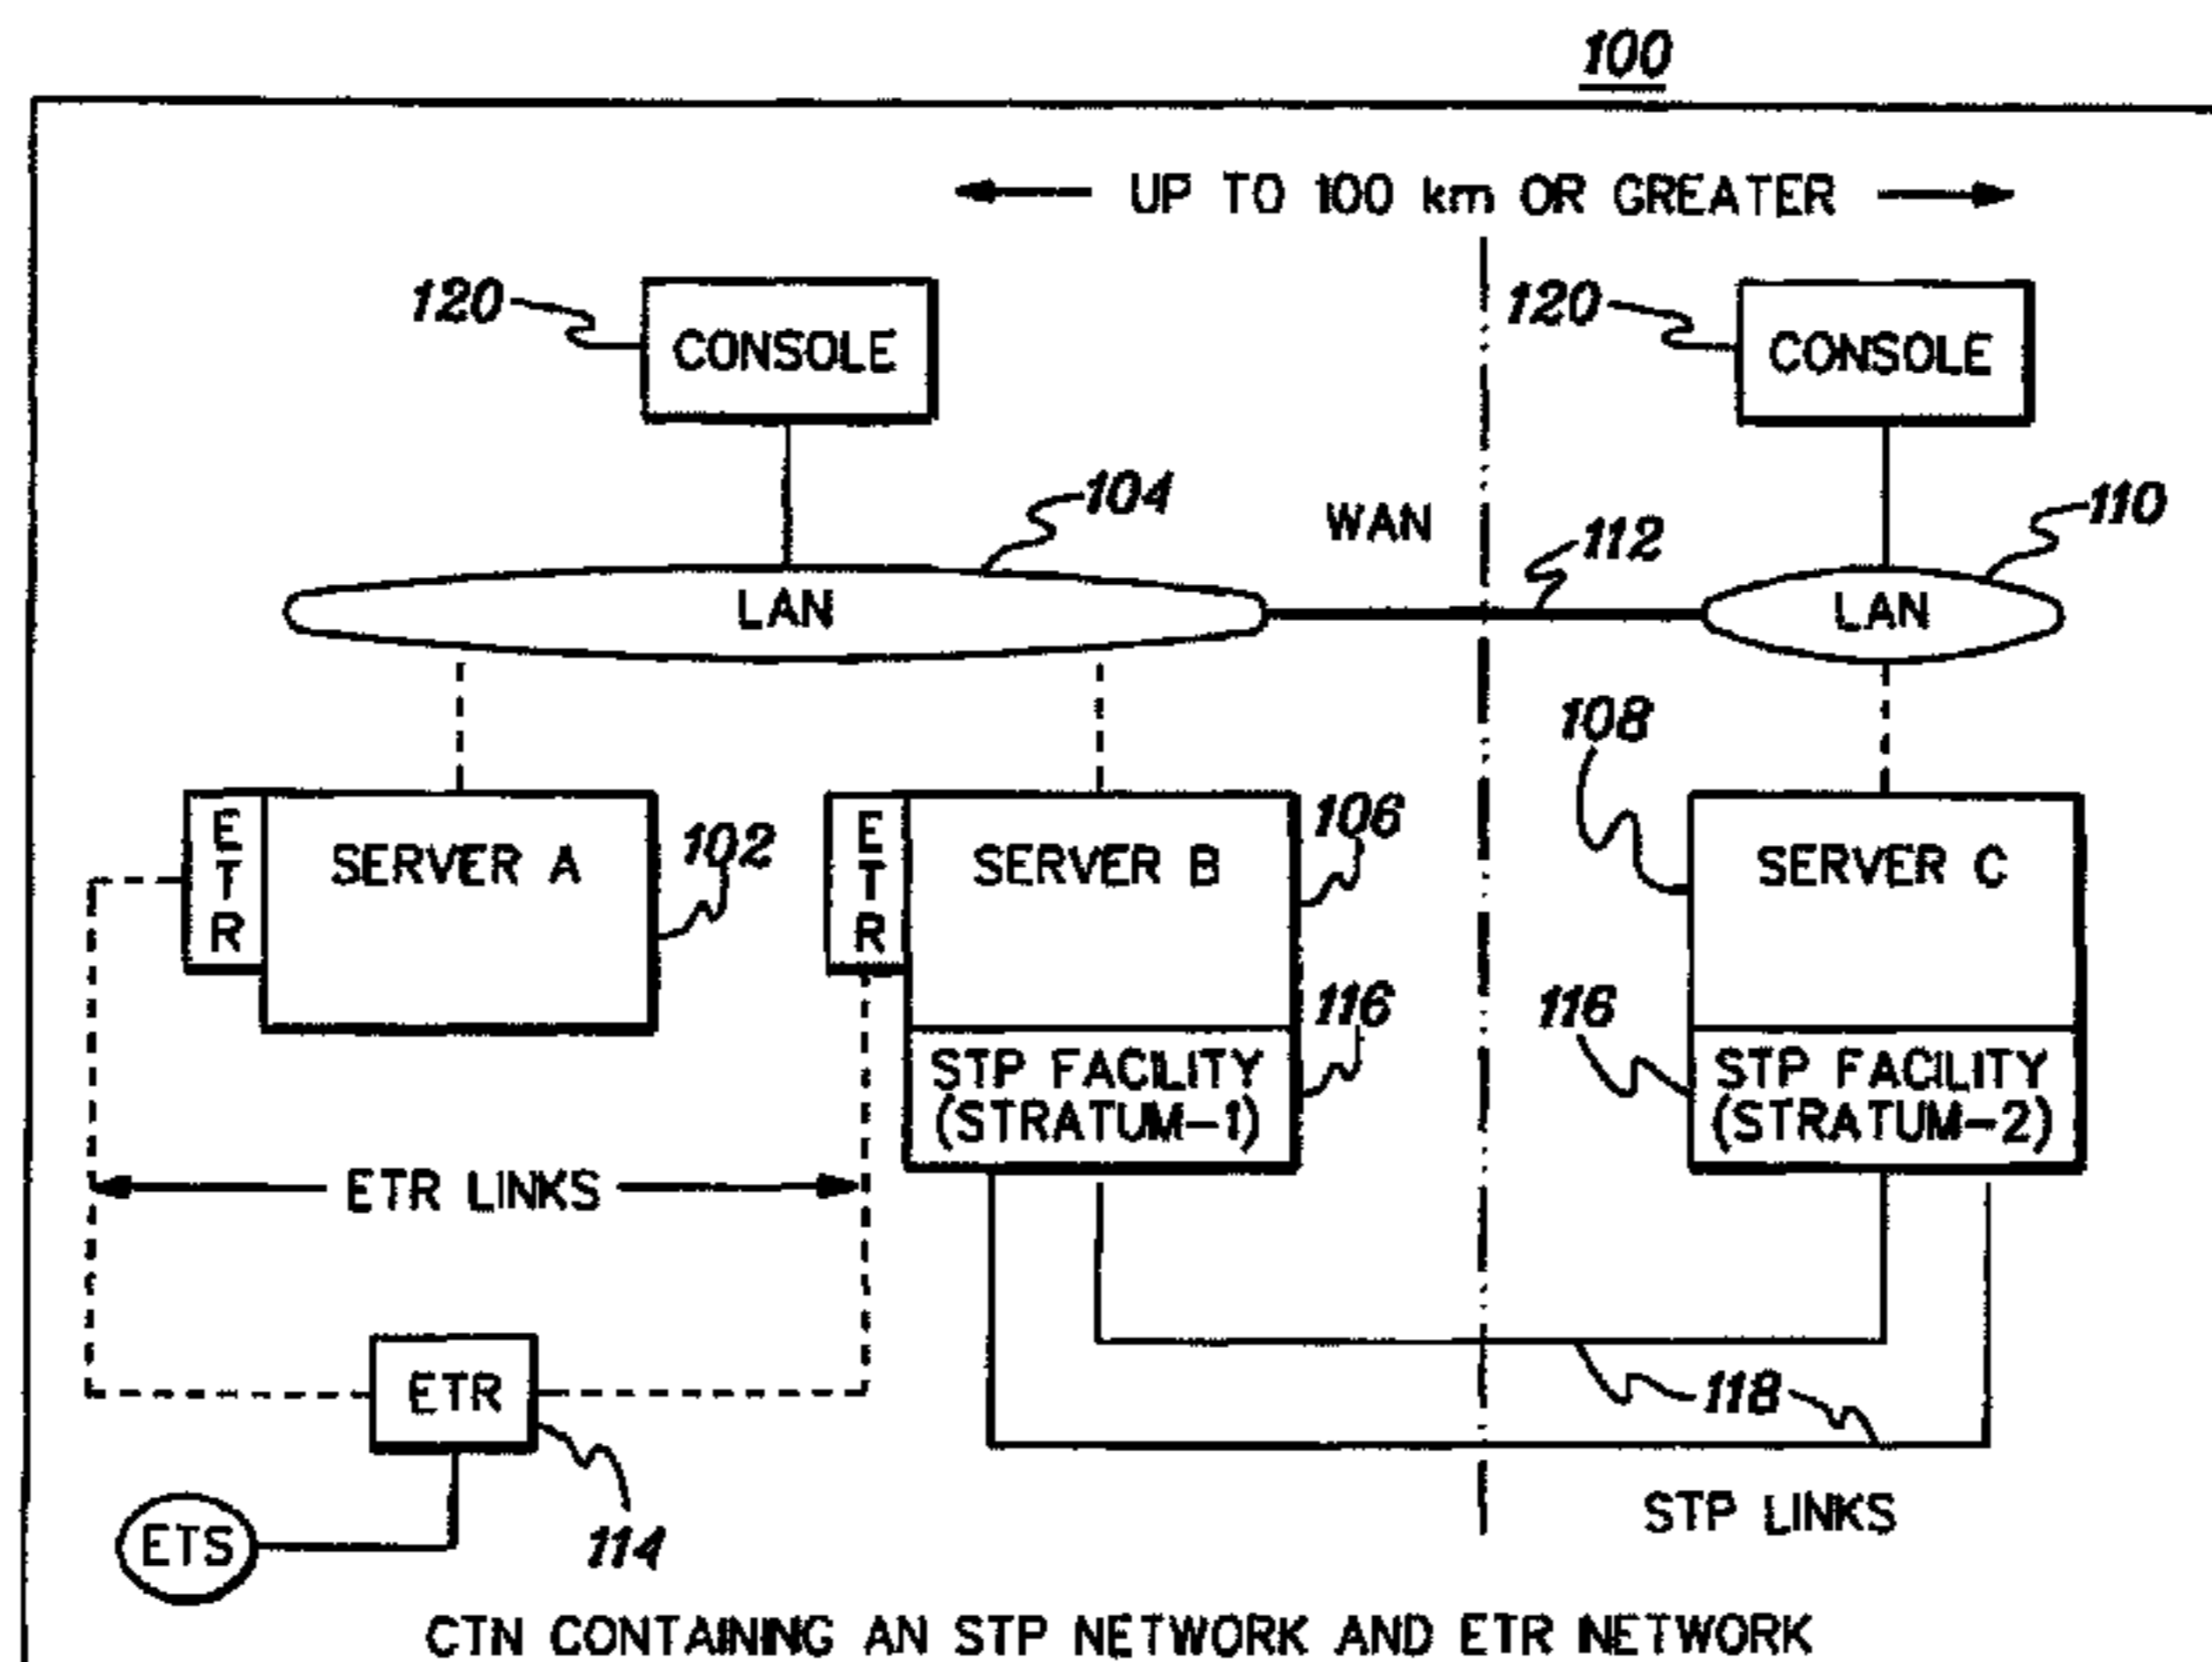 100
UP TO 100 km OR GREATER
120
CONSOLE
120
CONSOLE
104
WAN
112
110
LAN
LAN
108
ETR
SERVER A
102
ETR
SERVER B
106
SERVER C
116
STP FACILITY
(STRATUM-1)
116
STP FACILITY
(STRATUM-2)
ETR LINKS
ETR
118
114
ETS
STP LINKS
CTN CONTAINING AN STP NETWORK AND ETR NETWORK